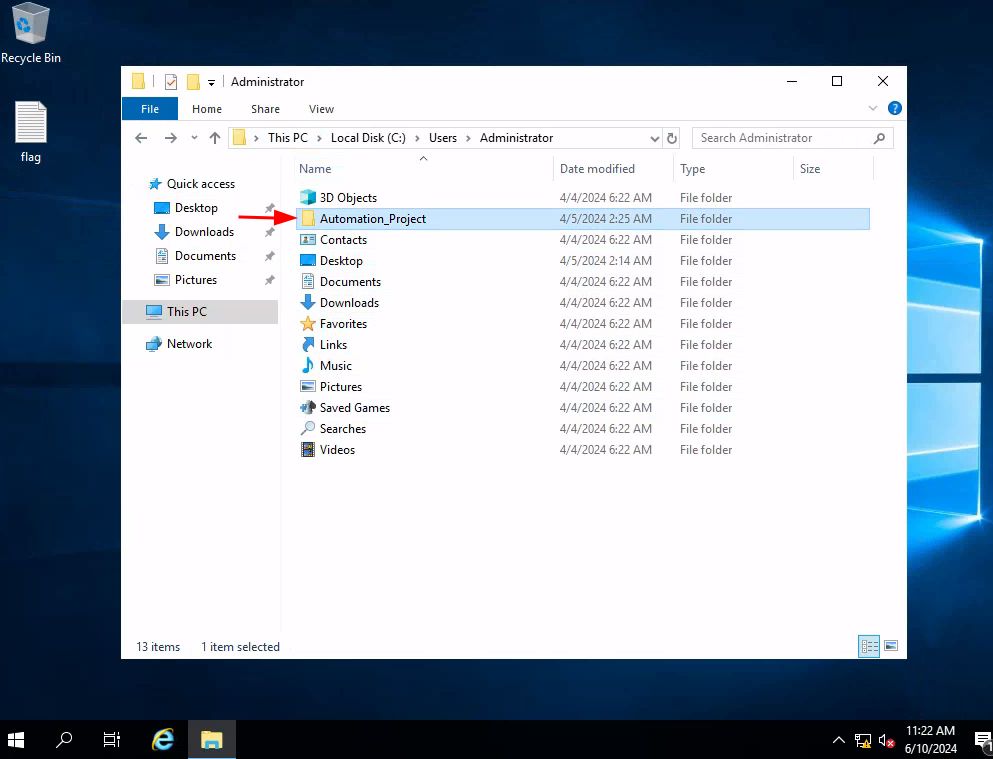 Recycle Bin
flag
Administrator
File Home Share View
This PC Local Disk (C:) Users Administrator
Search Administrator
Name Date modified Type Size
Quick access
Desktop
Downloads
Documents
Pictures
This PC
Network
3D Objects 4/4/2024 6:22 AM File folder
Automation_Project 4/5/2024 2:25 AM File folder
Contacts 4/4/2024 6:22 AM File folder
Desktop 4/5/2024 2:14 AM File folder
Documents 4/4/2024 6:22 AM File folder
Downloads 4/4/2024 6:22 AM File folder
Favorites 4/4/2024 6:22 AM File folder
Links 4/4/2024 6:22 AM File folder
Music 4/4/2024 6:22 AM File folder
Pictures 4/4/2024 6:22 AM File folder
Saved Games 4/4/2024 6:22 AM File folder
Searches 4/4/2024 6:22 AM File folder
Videos 4/4/2024 6:22 AM File folder
13 items 1 item selected
11:22 AM
6/10/2024
1